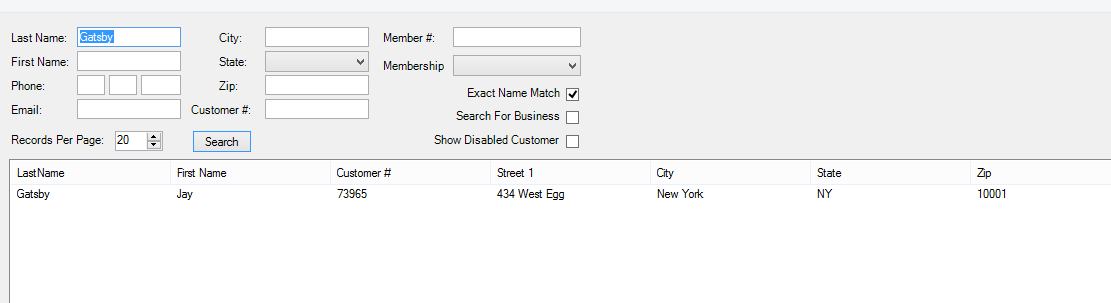 Last Name: Gatsby City: Member #:
First Name: State: Membership
Phone: Zip: Exact Name Match
Email: Customer #: Search For Business
Records Per Page: 20 Search Show Disabled Customer
LastName First Name Customer # Street 1 City State Zip
Gatsby Jay 73965 434 West Egg New York NY 10001